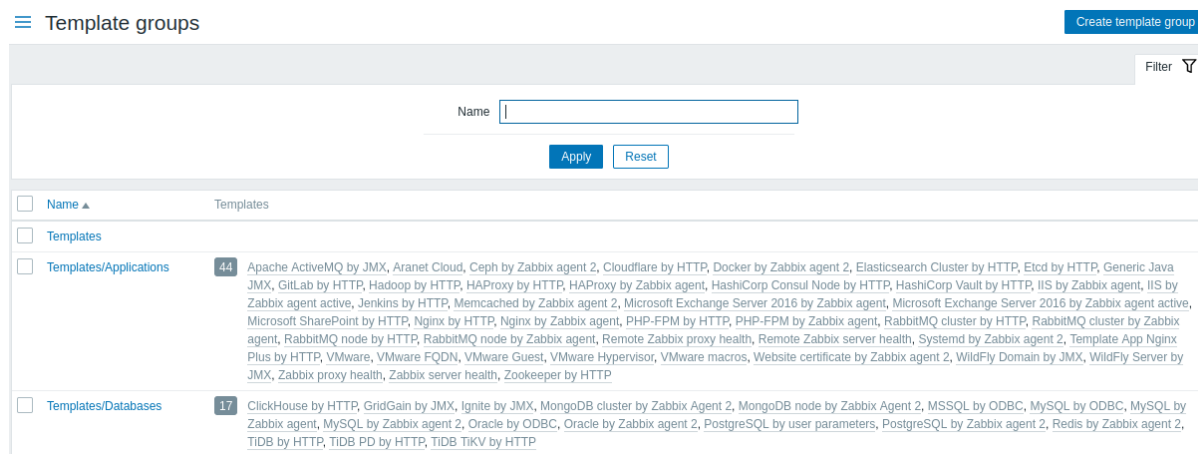 Template groups
Create template group
Filter
Name
Apply Reset
Name Templates
Templates
Templates/Applications 44 Apache ActiveMQ by JMX, Aranet Cloud, Ceph by Zabbix agent 2, Cloudflare by HTTP, Docker by Zabbix agent 2, Elasticsearch Cluster by HTTP, Etcd by HTTP, Generic Java
JMX, GitLab by HTTP, Hadoop by HTTP, HAProxy by HTTP, HAProxy by Zabbix agent, HashiCorp Consul Node by HTTP, HashiCorp Vault by HTTP, IIS by Zabbix agent, IIS by
Zabbix agent active, Jenkins by HTTP, Memcached by Zabbix agent 2, Microsoft Exchange Server 2016 by Zabbix agent, Microsoft Exchange Server 2016 by Zabbix agent active,
Microsoft SharePoint by HTTP, Nginx by HTTP, Nginx by Zabbix agent, PHP-FPM by HTTP, PHP-FPM by Zabbix agent, RabbitMQ cluster by HTTP, RabbitMQ cluster by Zabbix
agent, RabbitMQ node by HTTP, RabbitMQ node by Zabbix agent, Remote Zabbix proxy health, Remote Zabbix server health, Systemd by Zabbix agent 2, Template App Nginx
Plus by HTTP, VMware, VMware FQDN, VMware Guest, VMware Hypervisor, VMware macros, Website certificate by Zabbix agent 2, WildFly Domain by JMX, WildFly Server by
JMX, Zabbix proxy health, Zabbix server health, Zookeeper by HTTP
Templates/Databases 17 ClickHouse by HTTP, GridGain by JMX, Ignite by JMX, MongoDB cluster by Zabbix Agent 2, MongoDB node by Zabbix Agent 2, MSSQL by ODBC, MySQL by ODBC, MySQL by
Zabbix agent, MySQL by Zabbix agent 2, Oracle by ODBC, Oracle by Zabbix agent 2, PostgreSQL by user parameters, PostgreSQL by Zabbix agent 2, Redis by Zabbix agent 2,
TiDB by HTTP, TiDB PD by HTTP, TiDB TiKV by HTTP